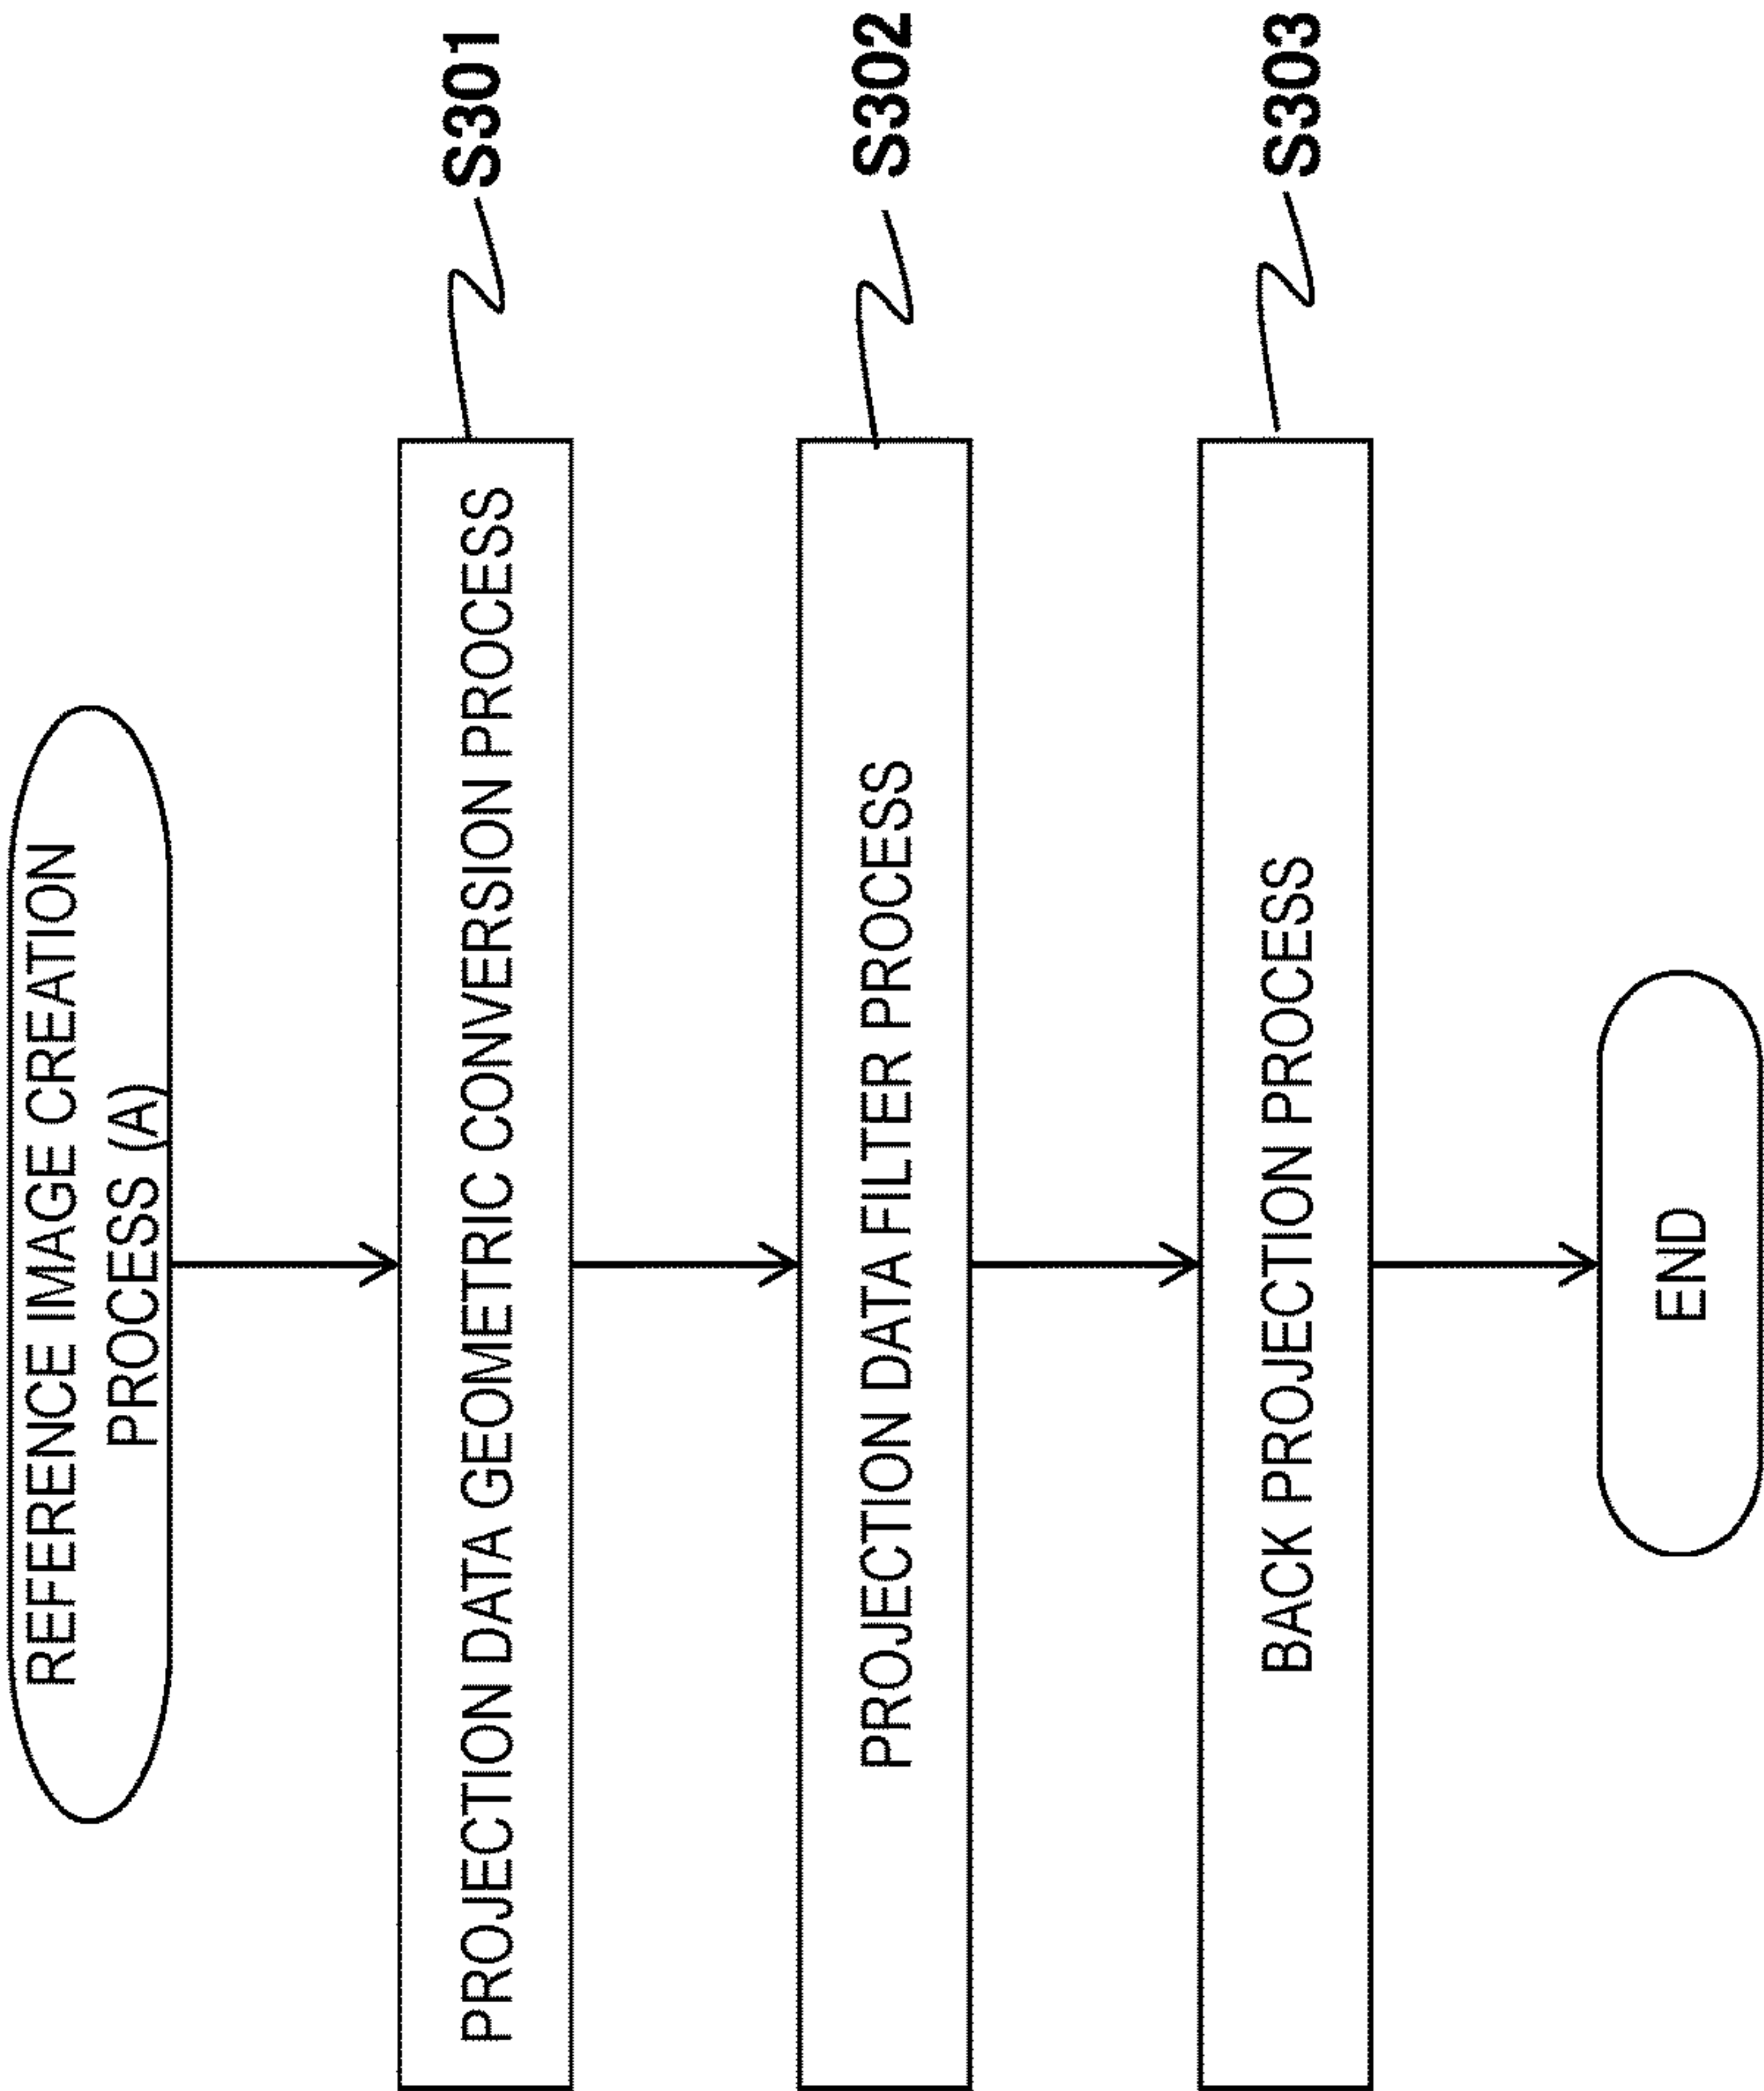 REFERENCE IMAGE CREATION
PROCESS (A)
PROJECTION DATA GEOMETRIC CONVERSION PROCESS
S301
PROJECTION DATA FILTER PROCESS
S302
BACK PROJECTION PROCESS
S303
END